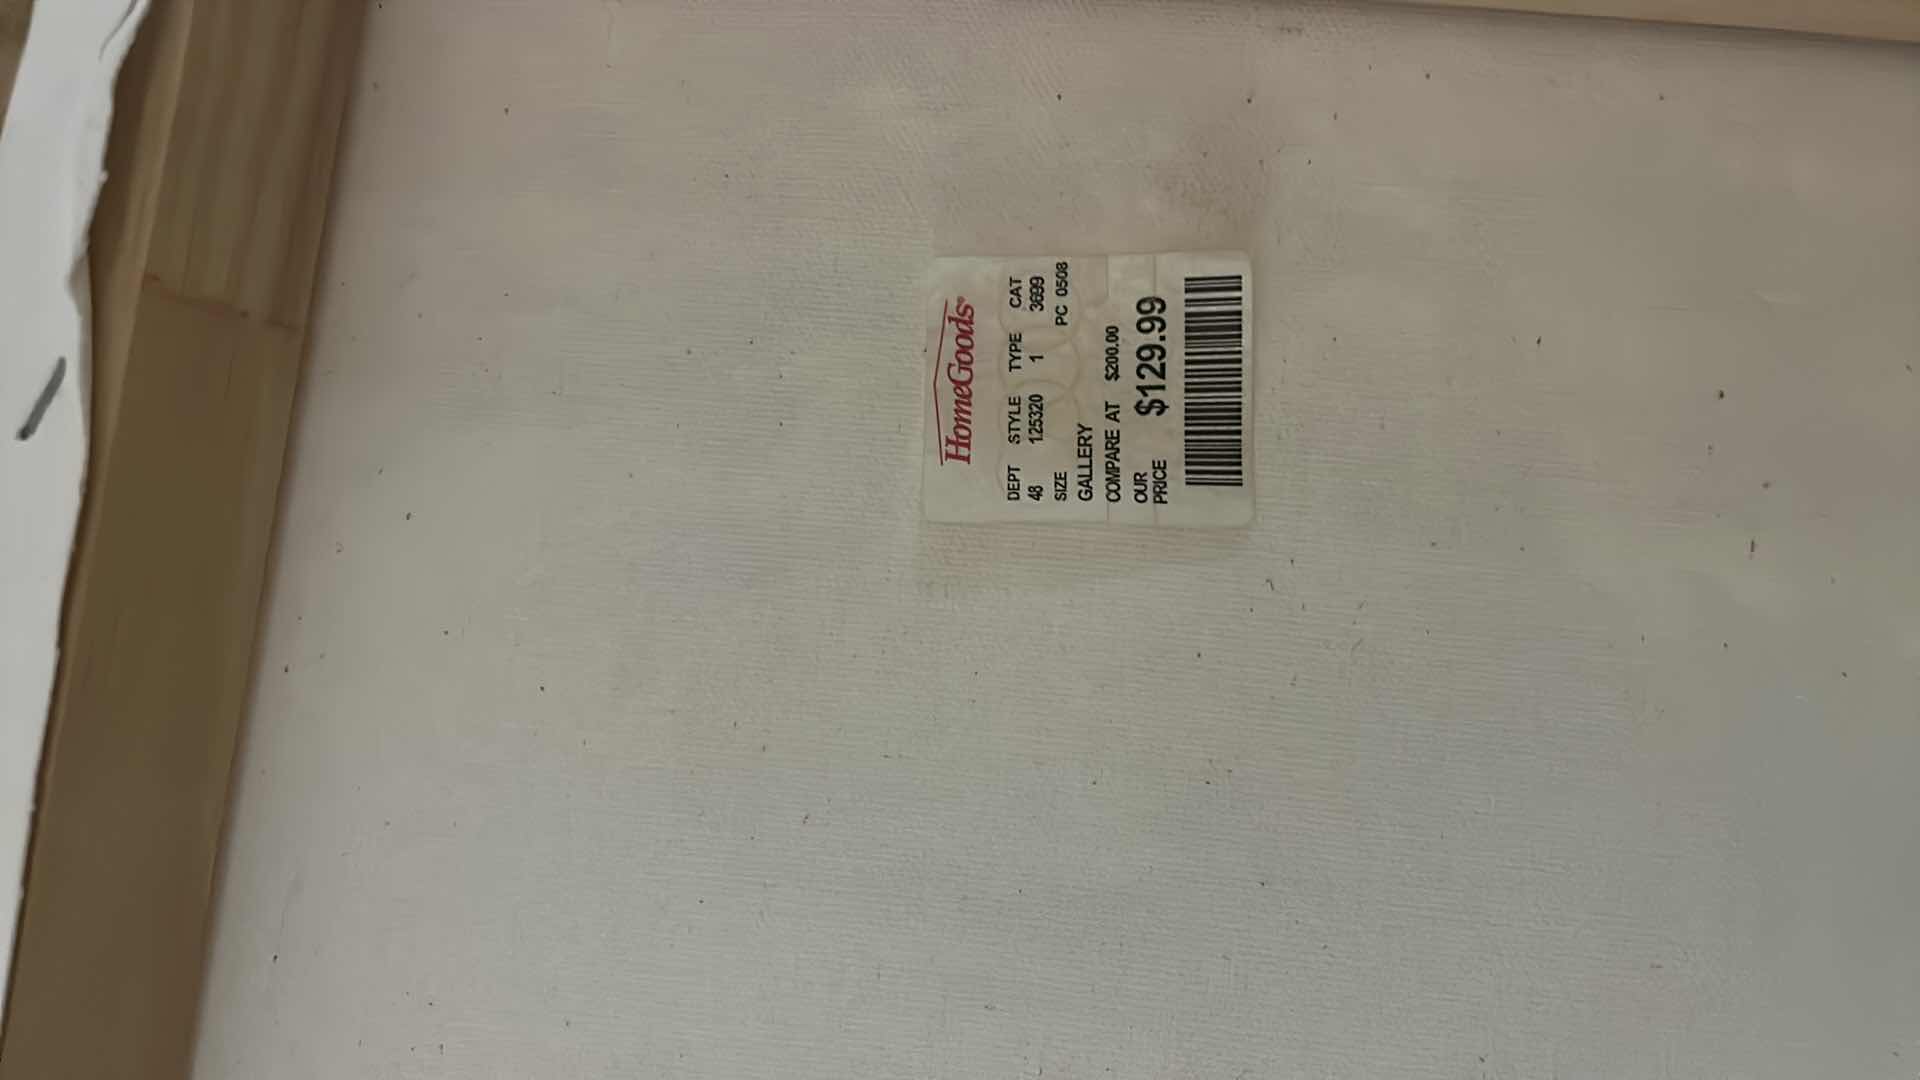 HomeGoods®
DEPT STYLE TYPE CAT
48 125320 1 3699
SIZE PC 0508
GALLERY
COMPARE AT $200.00
OUR PRICE $129.99